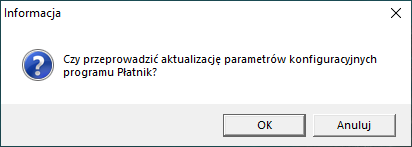 Informacja
Czy przeprowadzić aktualizację parametrów konfiguracyjnych
programu Płatnik?
OK
Anuluj